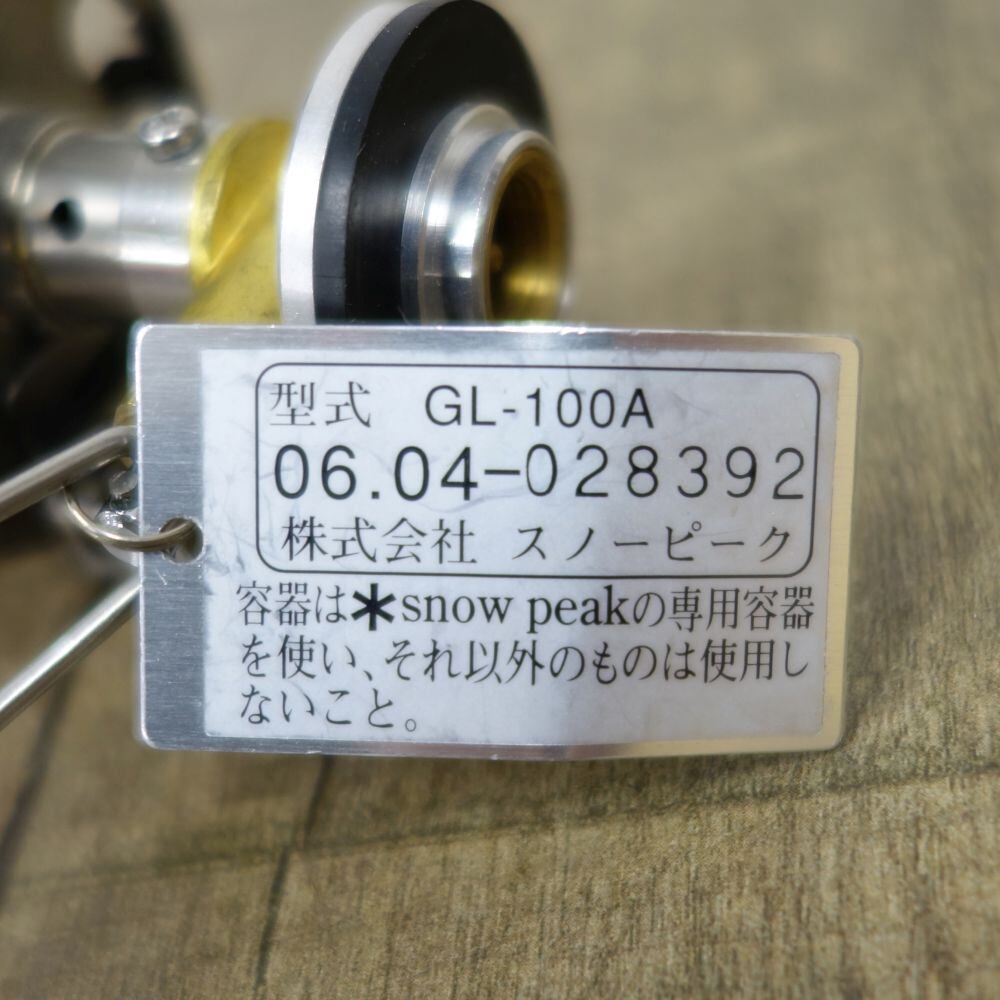 型式 GL-100A
06.04-028392
株式会社 スノーピーク
容器は*snow peakの専用容器
を使い、それ以外のものは使用し
ないこと。